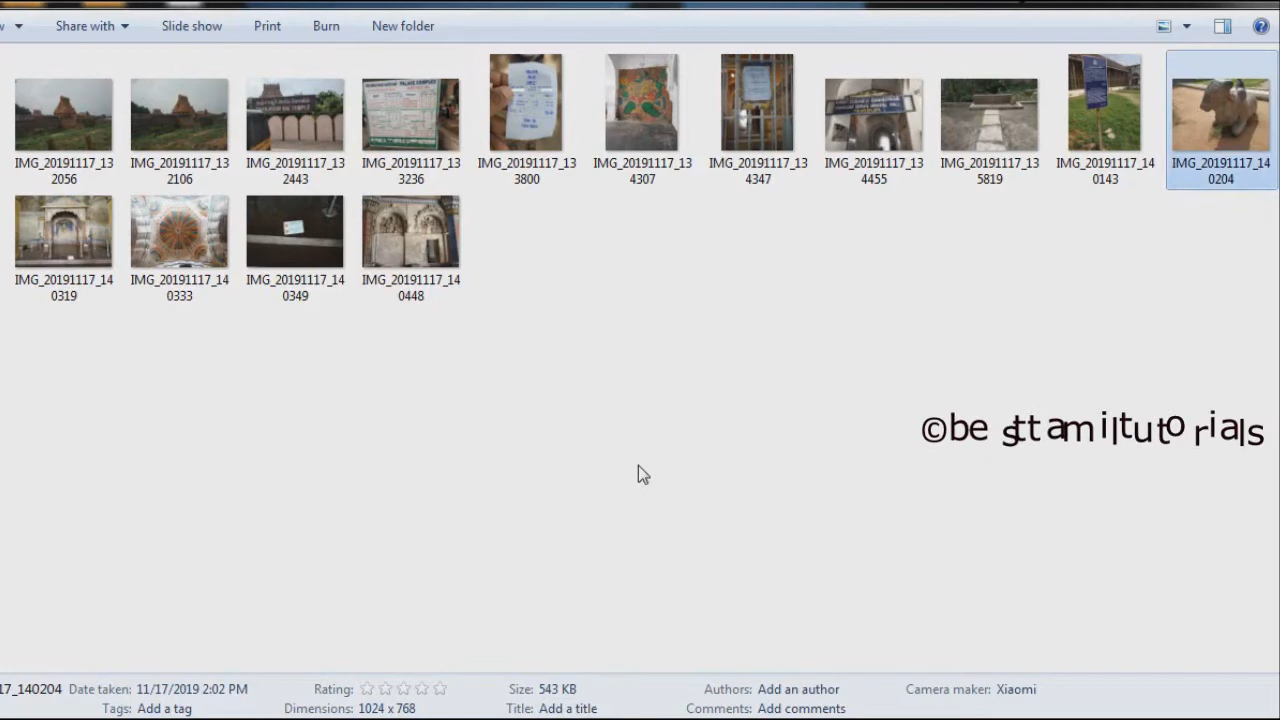 Share with
Slide show
Print
Burn
New folder
IMG_20191117_13
2056
IMG_20191117_13
2106
IMG_20191117_13
2443
IMG_20191117_13
3236
IMG_20191117_13
3800
IMG_20191117_13
4307
IMG_20191117_13
4347
IMG_20191117_13
4455
IMG_20191117_13
5819
IMG_20191117_14
0143
IMG_20191117_14
0204
IMG_20191117_14
0319
IMG_20191117_14
0333
IMG_20191117_14
0349
IMG_20191117_14
0448
©besttamiltutorials
17_140204 Date taken: 11/17/2019 2:02 PM Rating: Size: 543 KB Authors: Add an author Camera maker: Xiaomi
Tags: Add a tag Dimensions: 1024 x 768 Title: Add a title Comments: Add comments